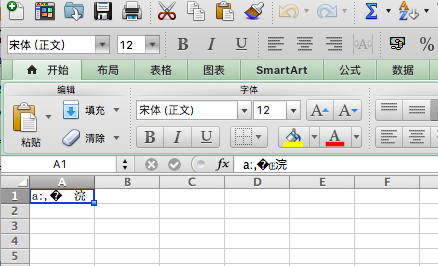 宋体 (正文) 12 B I U %
开始 布局 表格 图表 SmartArt 公式 数据
编辑 字体
填充 宋体 (正文) 12 A A
粘贴 清除 B I U A
A1 fx a:,�浣
A B C D E F
1 a:,� 浣
2
3
4
5